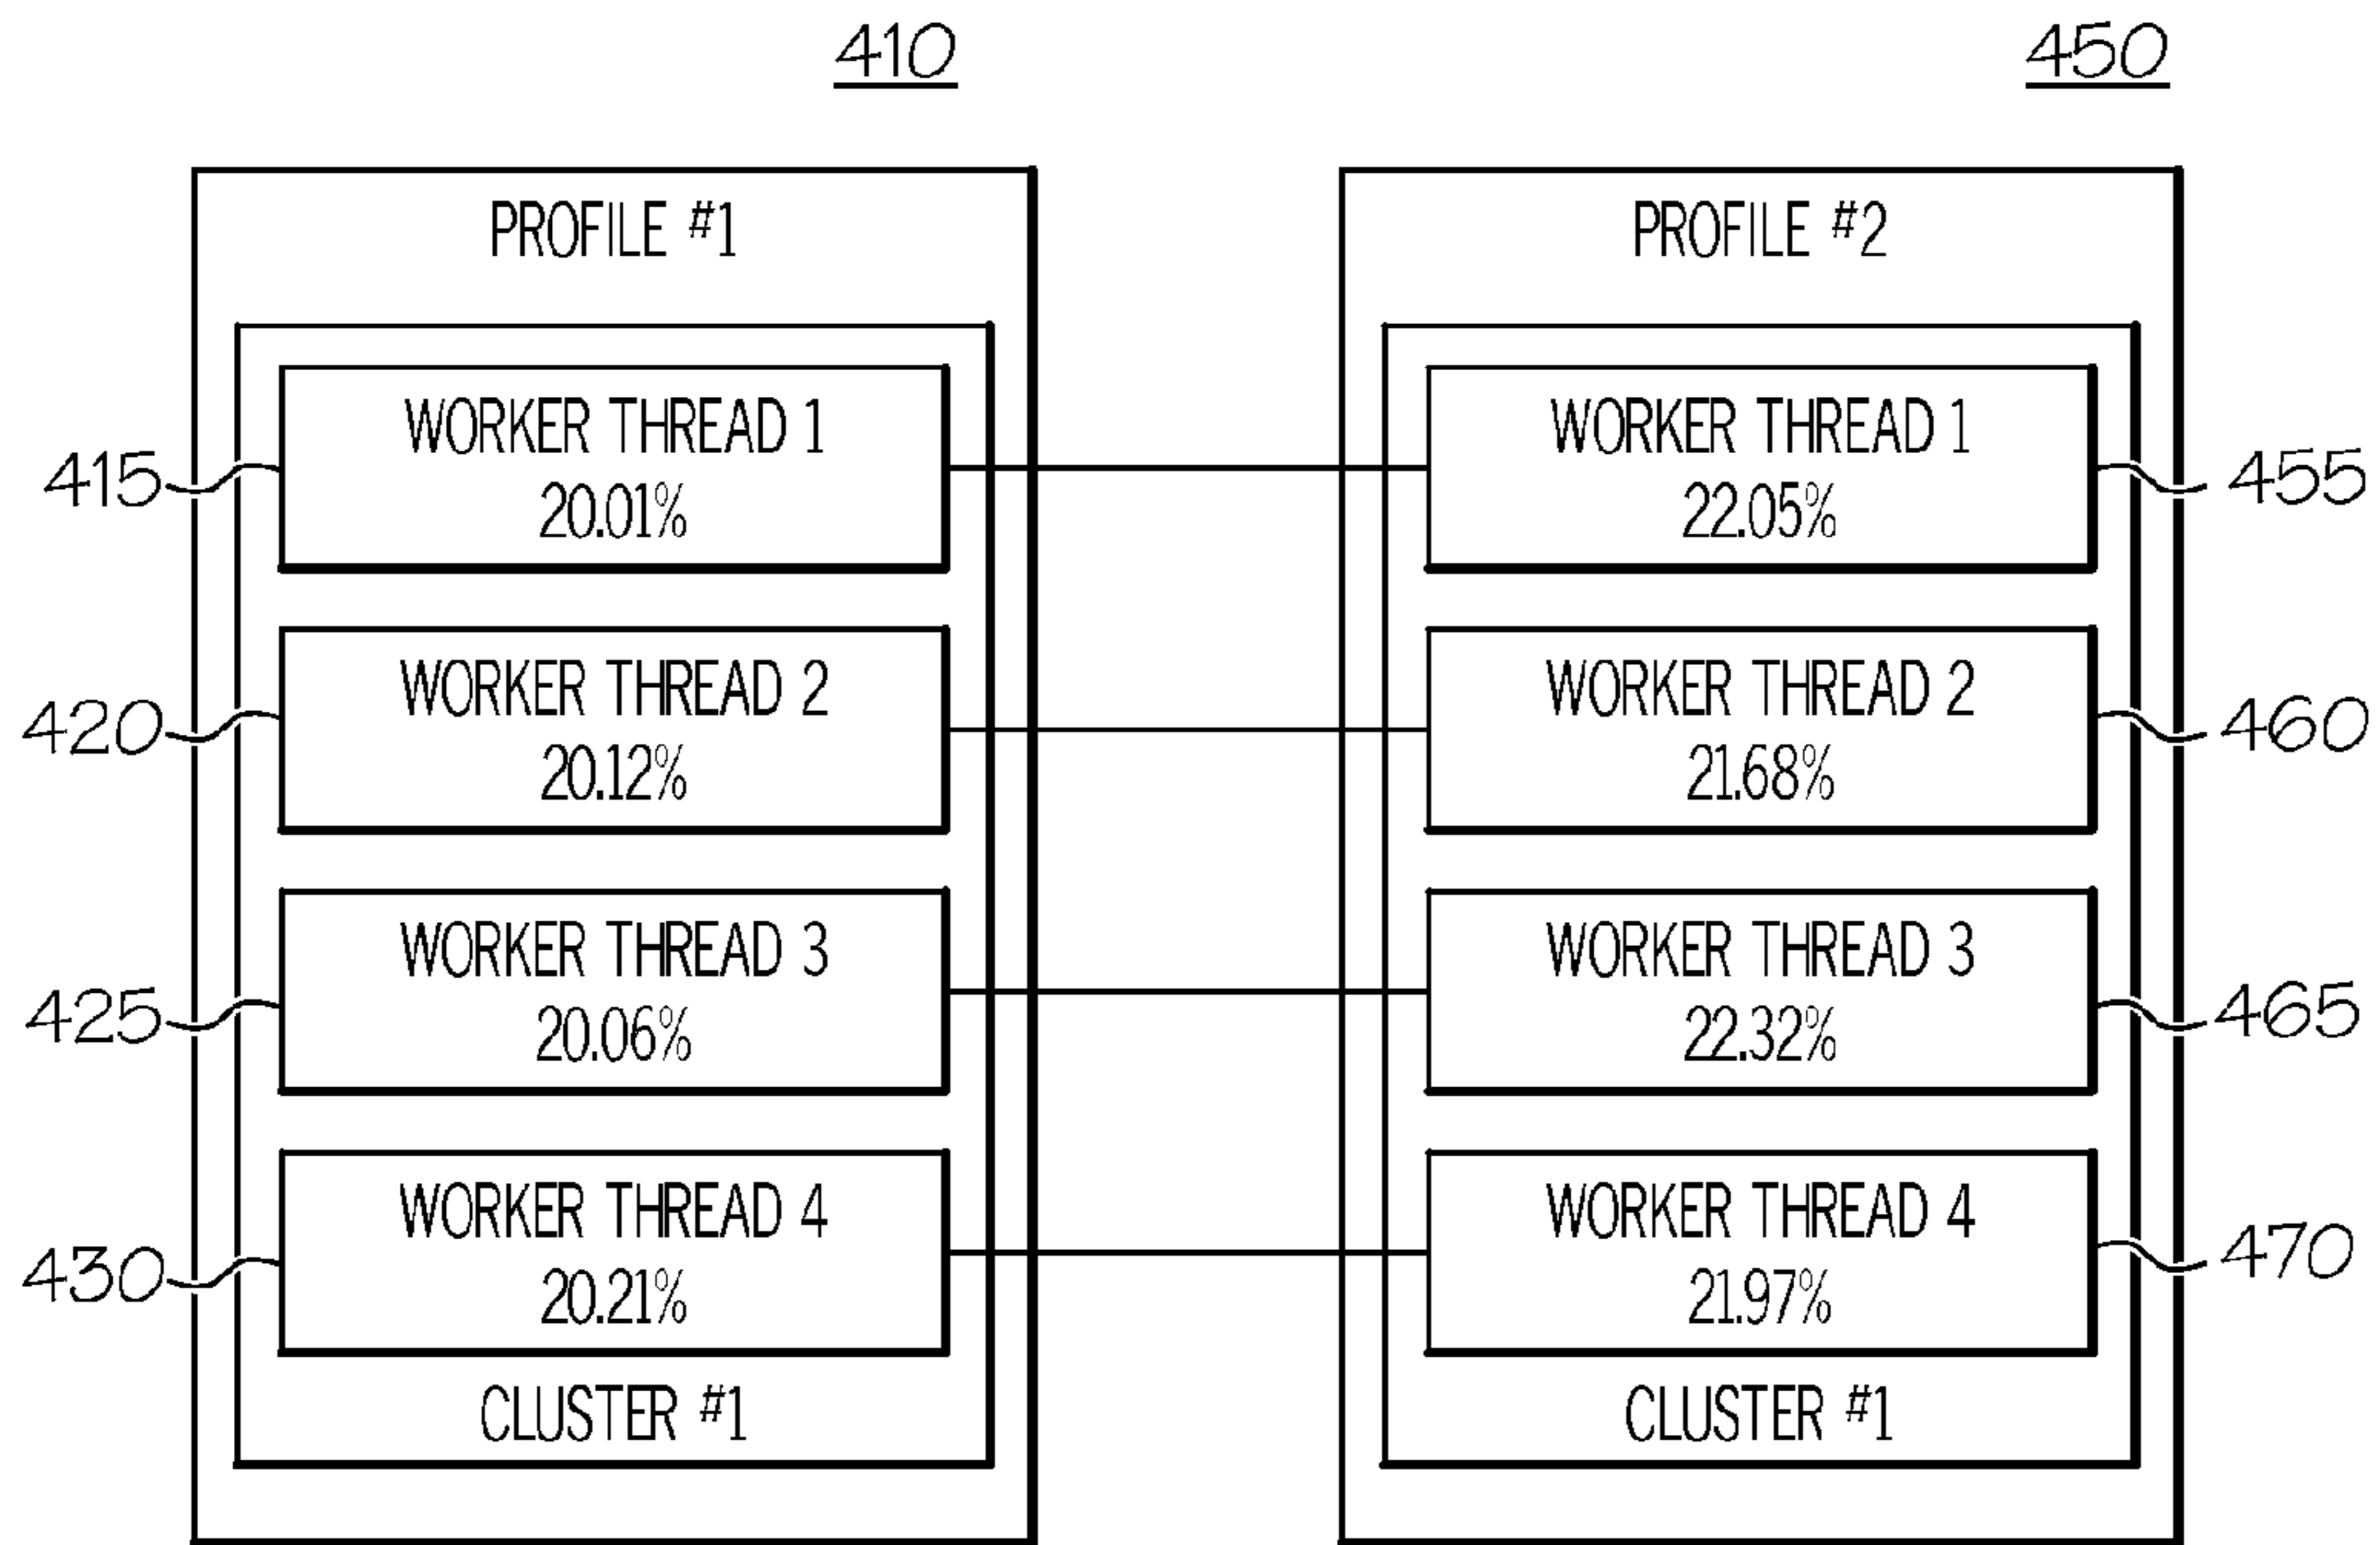 410
450
PROFILE #1
WORKER THREAD 1
20.01%
WORKER THREAD 2
20.12%
WORKER THREAD 3
20.06%
WORKER THREAD 4
20.21%
CLUSTER #1
415
420
425
430
PROFILE #2
WORKER THREAD 1
22.05%
WORKER THREAD 2
21.68%
WORKER THREAD 3
22.32%
WORKER THREAD 4
21.97%
CLUSTER #1
455
460
465
470